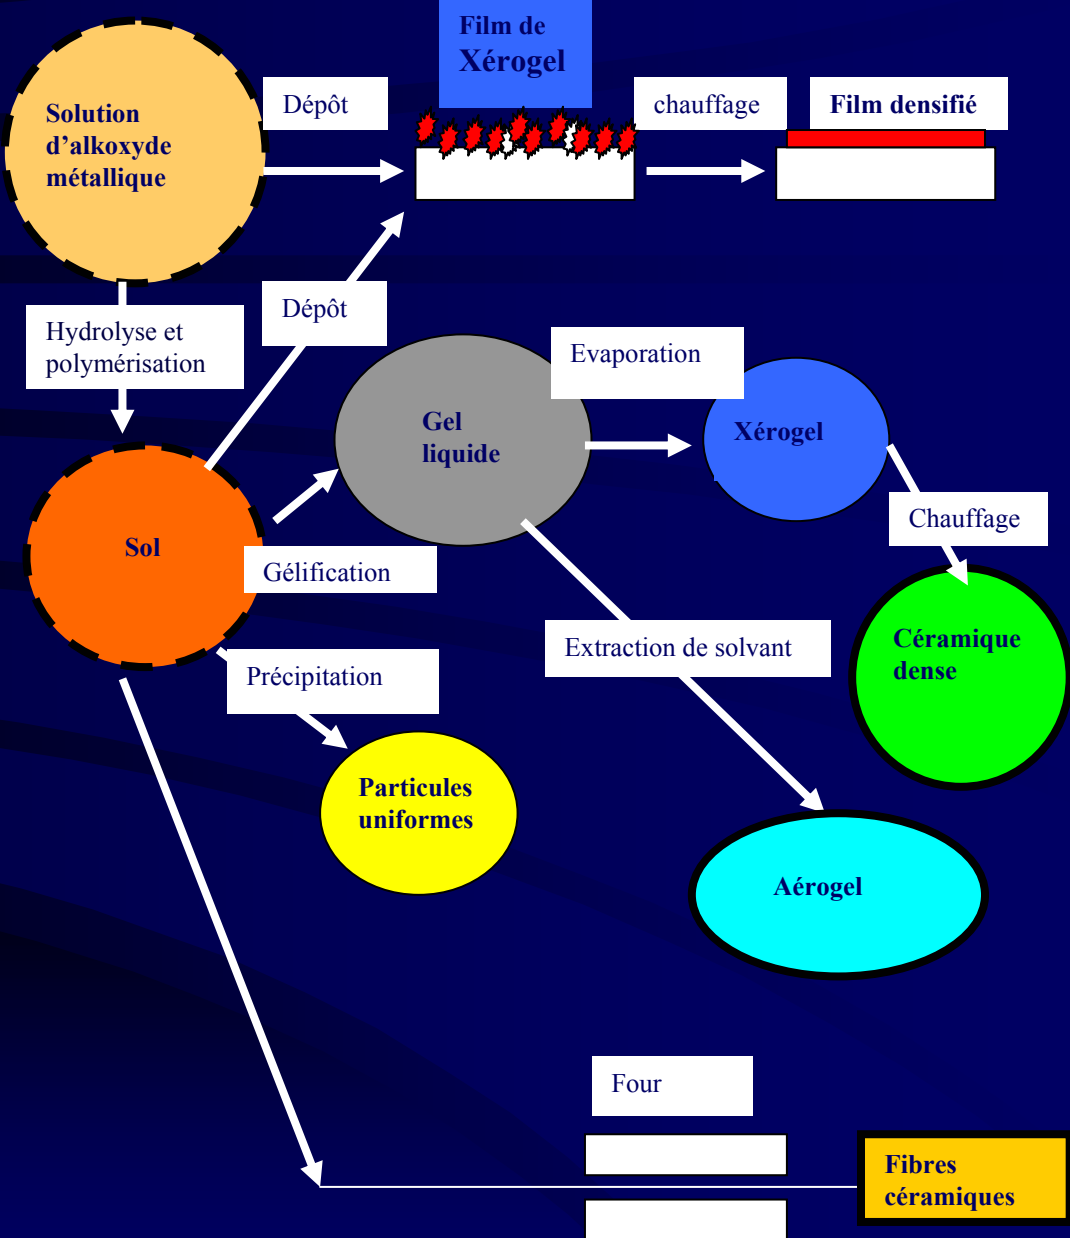 Film de
Xérogel
Solution
d’alkoxyde
métallique
Dépôt
chauffage
Film densifié
Hydrolyse et
polymérisation
Dépôt
Evaporation
Gel
liquide
Xérogel
Chauffage
Sol
Gélification
Extraction de solvant
Céramique
dense
Précipitation
Particules
uniformes
Aérogel
Four
Fibres
céramiques